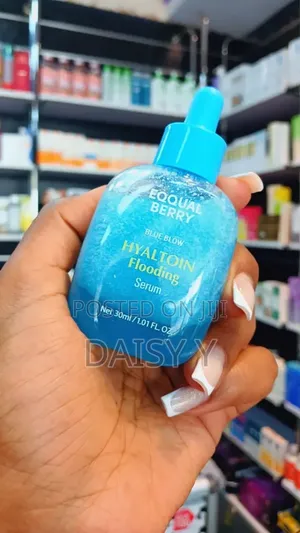 EQQUAL
BERRY
BLUE BLOW
HYALTOIN
Flooding
Serum
Net 30ml / 1.01 FL.OZ
POSTED ON JIJI
DAISY Y